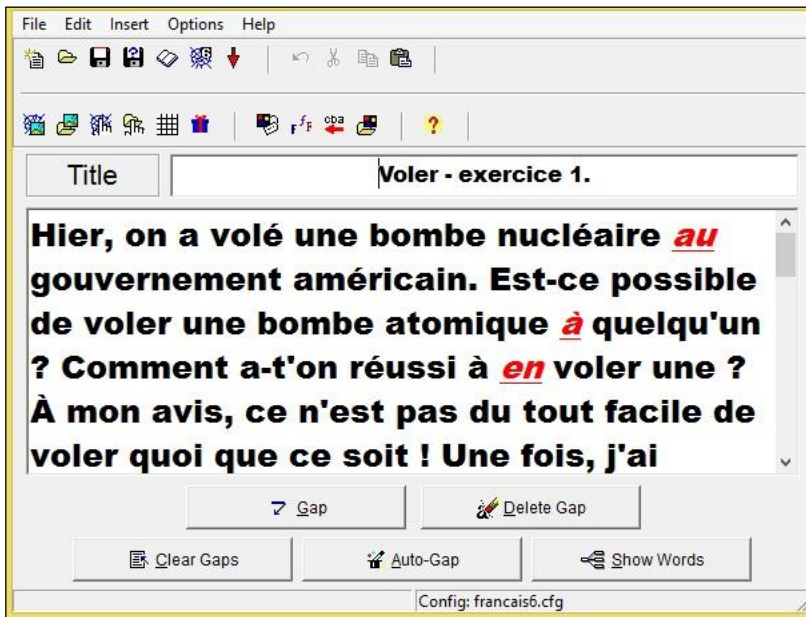 File Edit Insert Options Help
Title
Voler - exercice 1.
Hier, on a volé une bombe nucléaire au
gouvernement américain. Est-ce possible
de voler une bombe atomique à quelqu'un
? Comment a-t'on réussi à en voler une ?
À mon avis, ce n'est pas du tout facile de
voler quoi que ce soit ! Une fois, j'ai
Gap Delete Gap
Clear Gaps Auto-Gap Show Words
Config: francais6.cfg